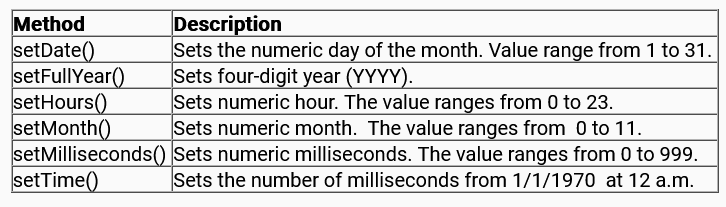 Method Description
setDate() Sets the numeric day of the month. Value range from 1 to 31.
setFullYear() Sets four-digit year (YYYY).
setHours() Sets numeric hour. The value ranges from 0 to 23.
setMonth() Sets numeric month.  The value ranges from  0 to 11.
setMilliseconds() Sets numeric milliseconds. The value ranges from 0 to 999.
setTime() Sets the number of milliseconds from 1/1/1970  at 12 a.m.